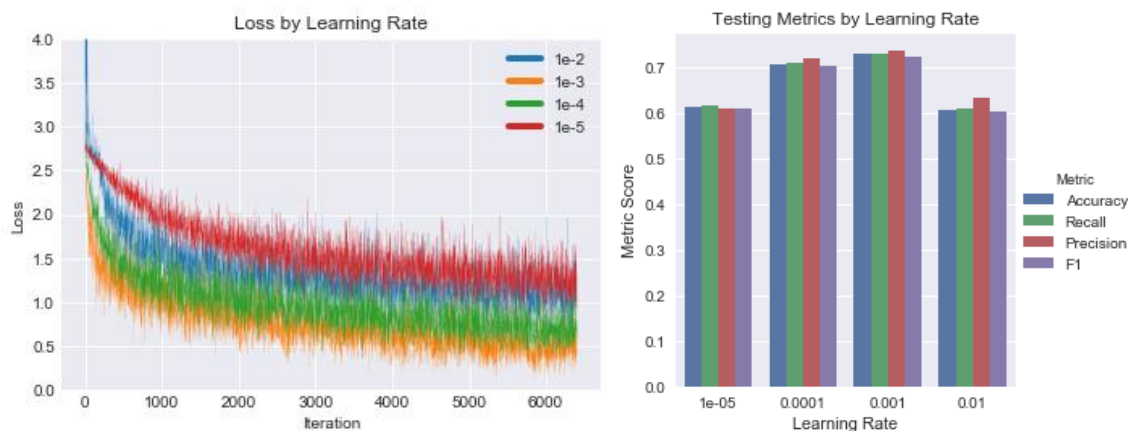 Loss by Learning Rate
4.0
3.5
3.0
2.5
2.0
1.5
1.0
0.5
0.0
Loss
1e-2
1e-3
1e-4
1e-5
0 1000 2000 3000 4000 5000 6000
Iteration
Testing Metrics by Learning Rate
0.7
0.6
0.5
0.4
0.3
0.2
0.1
0.0
Metric Score
1e-05 0.0001 0.001 0.01
Learning Rate
Metric
Accuracy
Recall
Precision
F1